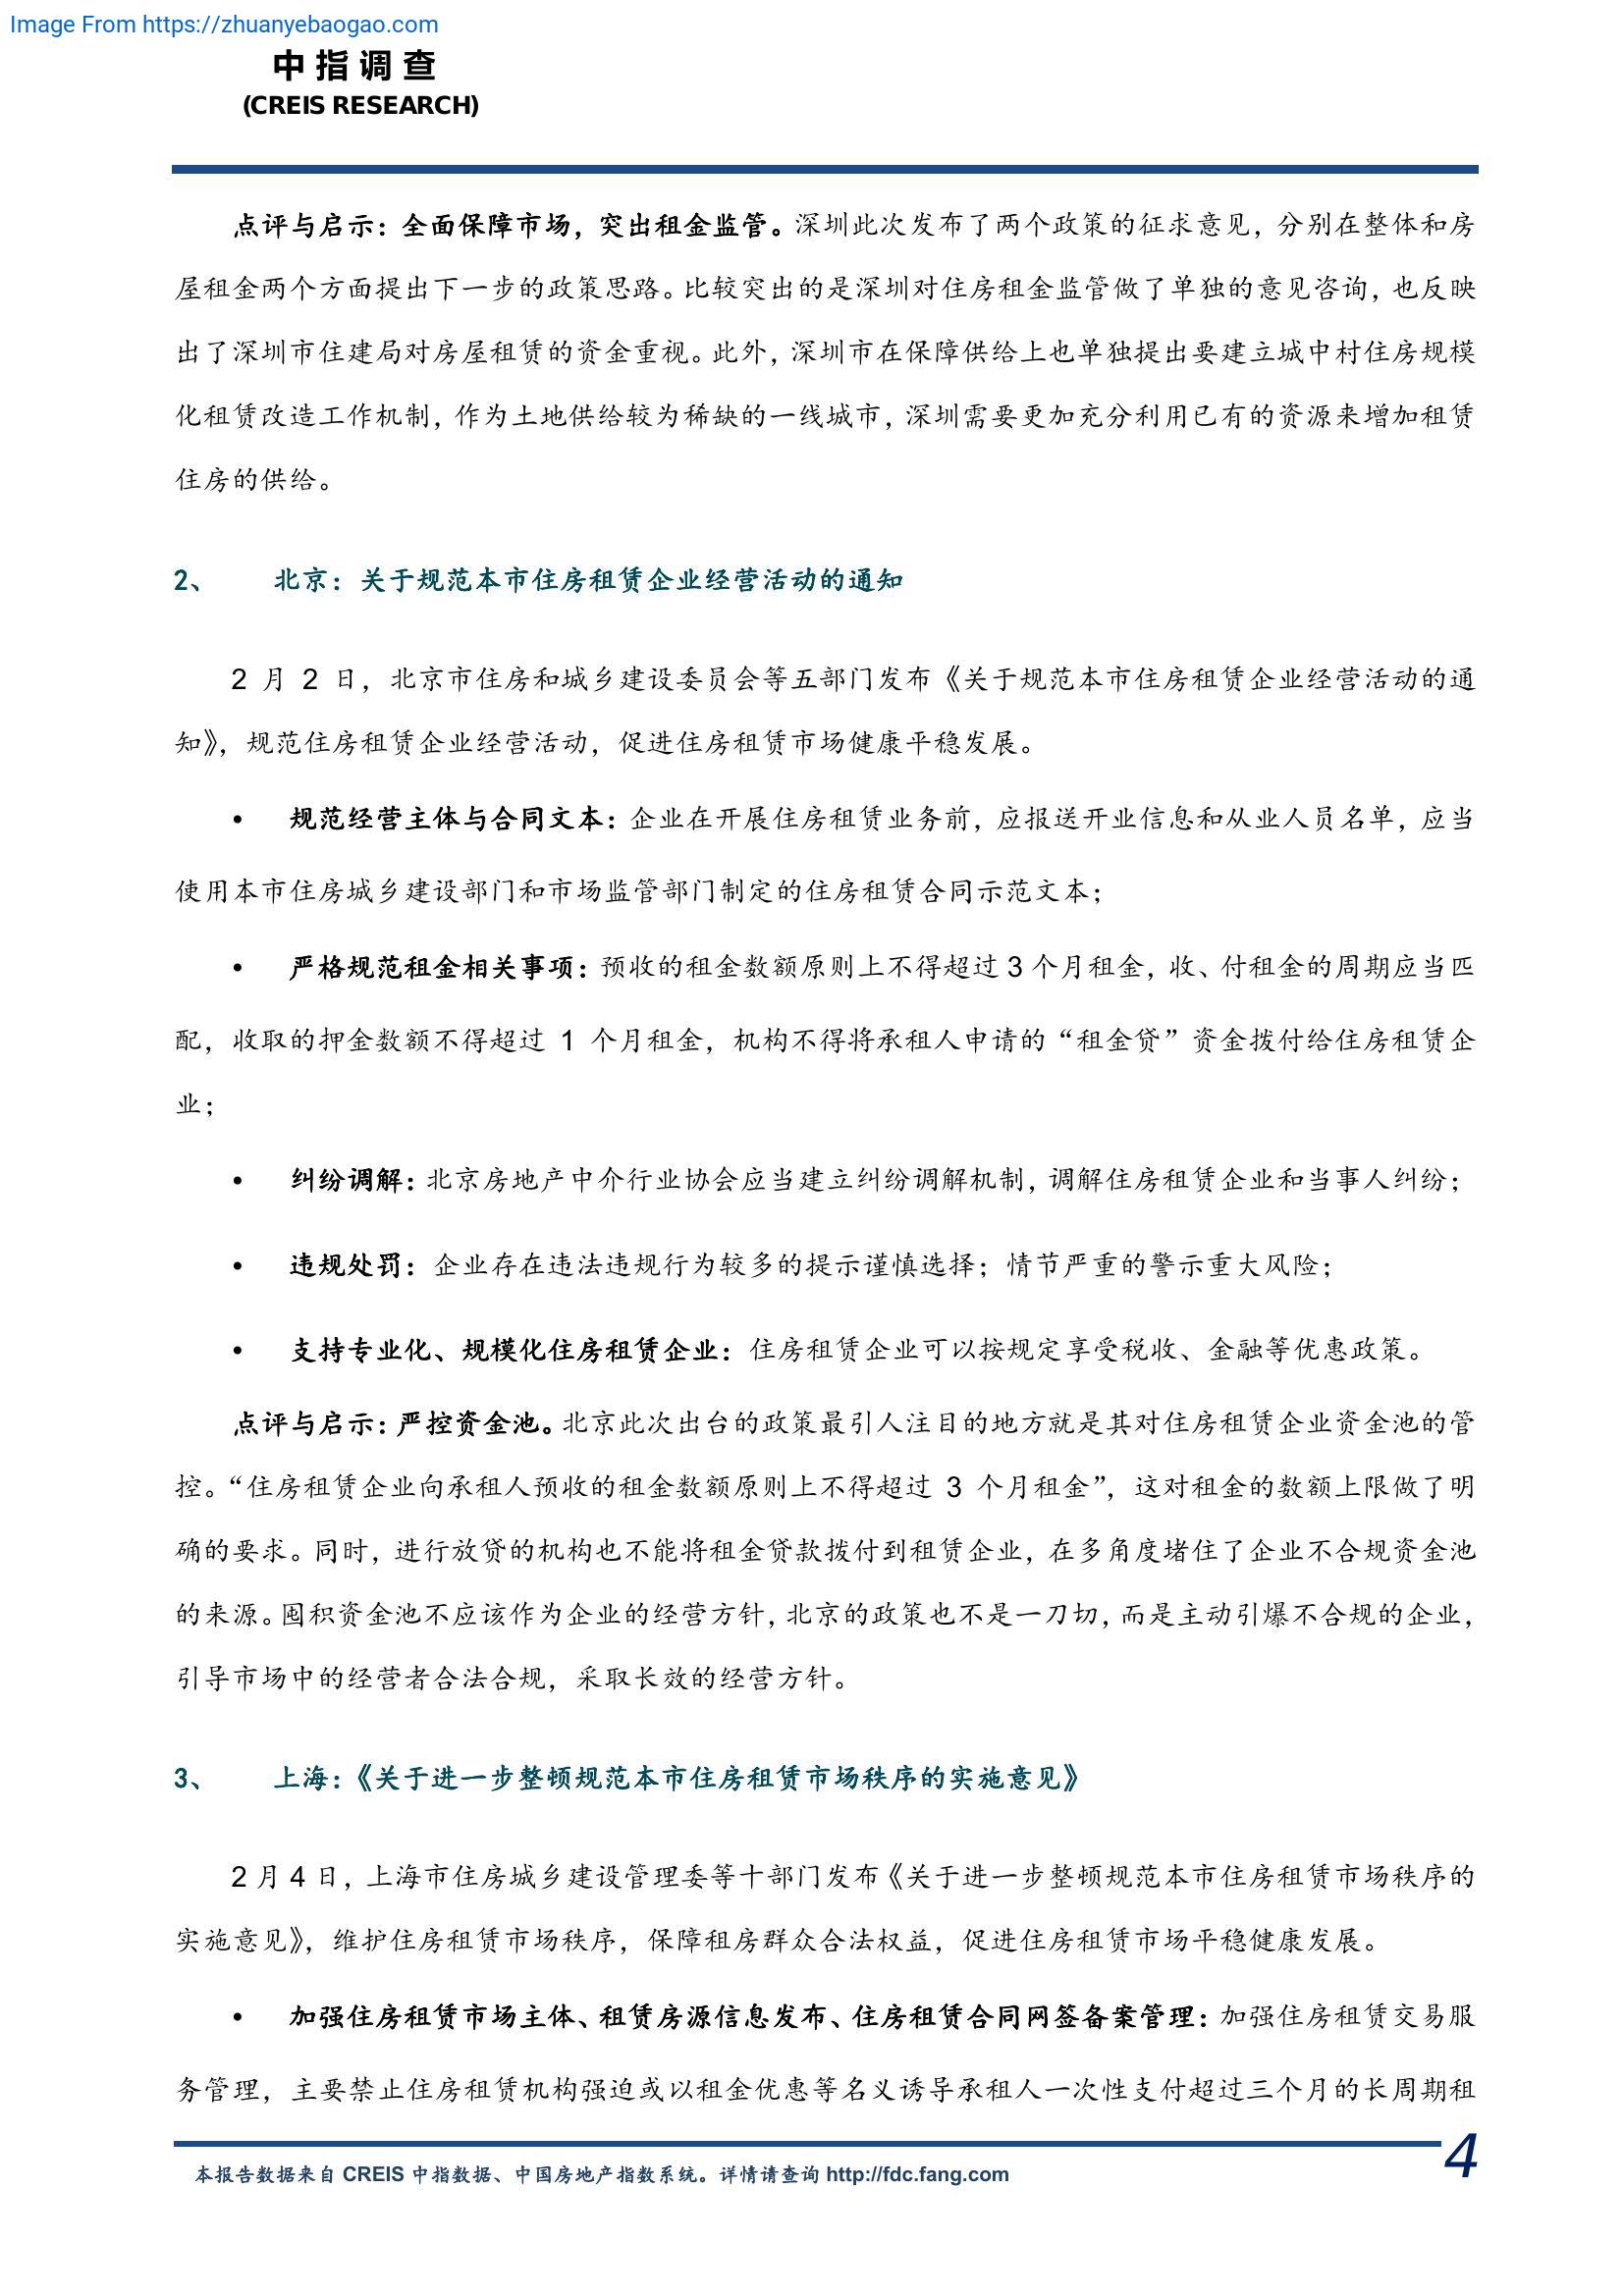 Image From https://zhuanyebaogao.com
中指调查
(CREIS RESEARCH)
点评与启示：全面保障市场，突出租金监管。深圳此次发布了两个政策的征求意见，分别在整体和房
屋租金两个方面提出下一步的政策思路。比较突出的是深圳对住房租金监管做了单独的意见咨询，也反映
出了深圳市住建局对房屋租赁的资金重视。此外，深圳市在保障供给上也单独提出要建立城中村住房规模
化租赁改造工作机制，作为土地供给较为稀缺的一线城市，深圳需要更加充分利用已有的资源来增加租赁
住房的供给。
2、 北京：关于规范本市住房租赁企业经营活动的通知
2 月 2 日，北京市住房和城乡建设委员会等五部门发布《关于规范本市住房租赁企业经营活动的通
知》，规范住房租赁企业经营活动，促进住房租赁市场健康平稳发展。
• 规范经营主体与合同文本：企业在开展住房租赁业务前，应报送开业信息和从业人员名单，应当
使用本市住房城乡建设部门和市场监管部门制定的住房租赁合同示范文本；
• 严格规范租金相关事项：预收的租金数额原则上不得超过 3 个月租金，收、付租金的周期应当匹
配，收取的押金数额不得超过 1 个月租金，机构不得将承租人申请的“租金贷”资金拨付给住房租赁企
业；
• 纠纷调解：北京房地产中介行业协会应当建立纠纷调解机制，调解住房租赁企业和当事人纠纷；
• 违规处罚：企业存在违法违规行为较多的提示谨慎选择；情节严重的警示重大风险；
• 支持专业化、规模化住房租赁企业：住房租赁企业可以按规定享受税收、金融等优惠政策。
点评与启示：严控资金池。北京此次出台的政策最引人注目的地方就是其对住房租赁企业资金池的管
控。“住房租赁企业向承租人预收的租金数额原则上不得超过 3 个月租金”，这对租金的数额上限做了明
确的要求。同时，进行放贷的机构也不能将租金贷款拨付到租赁企业，在多角度堵住了企业不合规资金池
的来源。囤积资金池不应该作为企业的经营方针，北京的政策也不是一刀切，而是主动引爆不合规的企业，
引导市场中的经营者合法合规，采取长效的经营方针。
3、 上海：《关于进一步整顿规范本市住房租赁市场秩序的实施意见》
2 月 4 日，上海市住房城乡建设管理委等十部门发布《关于进一步整顿规范本市住房租赁市场秩序的
实施意见》，维护住房租赁市场秩序，保障租房群众合法权益，促进住房租赁市场平稳健康发展。
• 加强住房租赁市场主体、租赁房源信息发布、住房租赁合同网签备案管理：加强住房租赁交易服
务管理，主要禁止住房租赁机构强迫或以租金优惠等名义诱导承租人一次性支付超过三个月的长周期租
本报告数据来自 CREIS 中指数据、中国房地产指数系统。详情请查询 http://fdc.fang.com
4